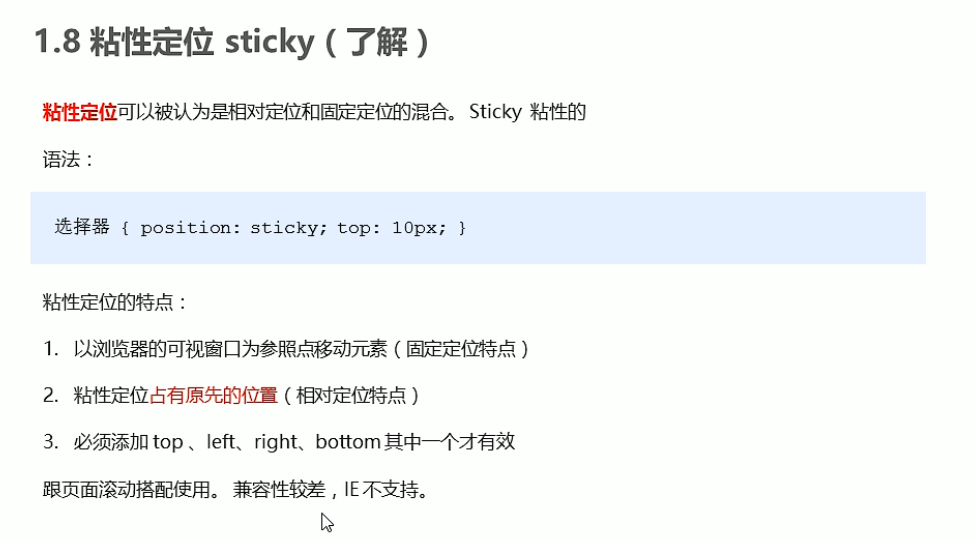 1.8 粘性定位 sticky（了解）
粘性定位可以被认为是相对定位和固定定位的混合。 Sticky 粘性的
语法：
选择器 { position: sticky; top: 10px; }
粘性定位的特点：
1. 以浏览器的可视窗口为参照点移动元素（固定定位特点）
2. 粘性定位占有原先的位置（相对定位特点）
3. 必须添加 top 、left、right、bottom 其中一个才有效
跟页面滚动搭配使用。 兼容性较差，IE 不支持。